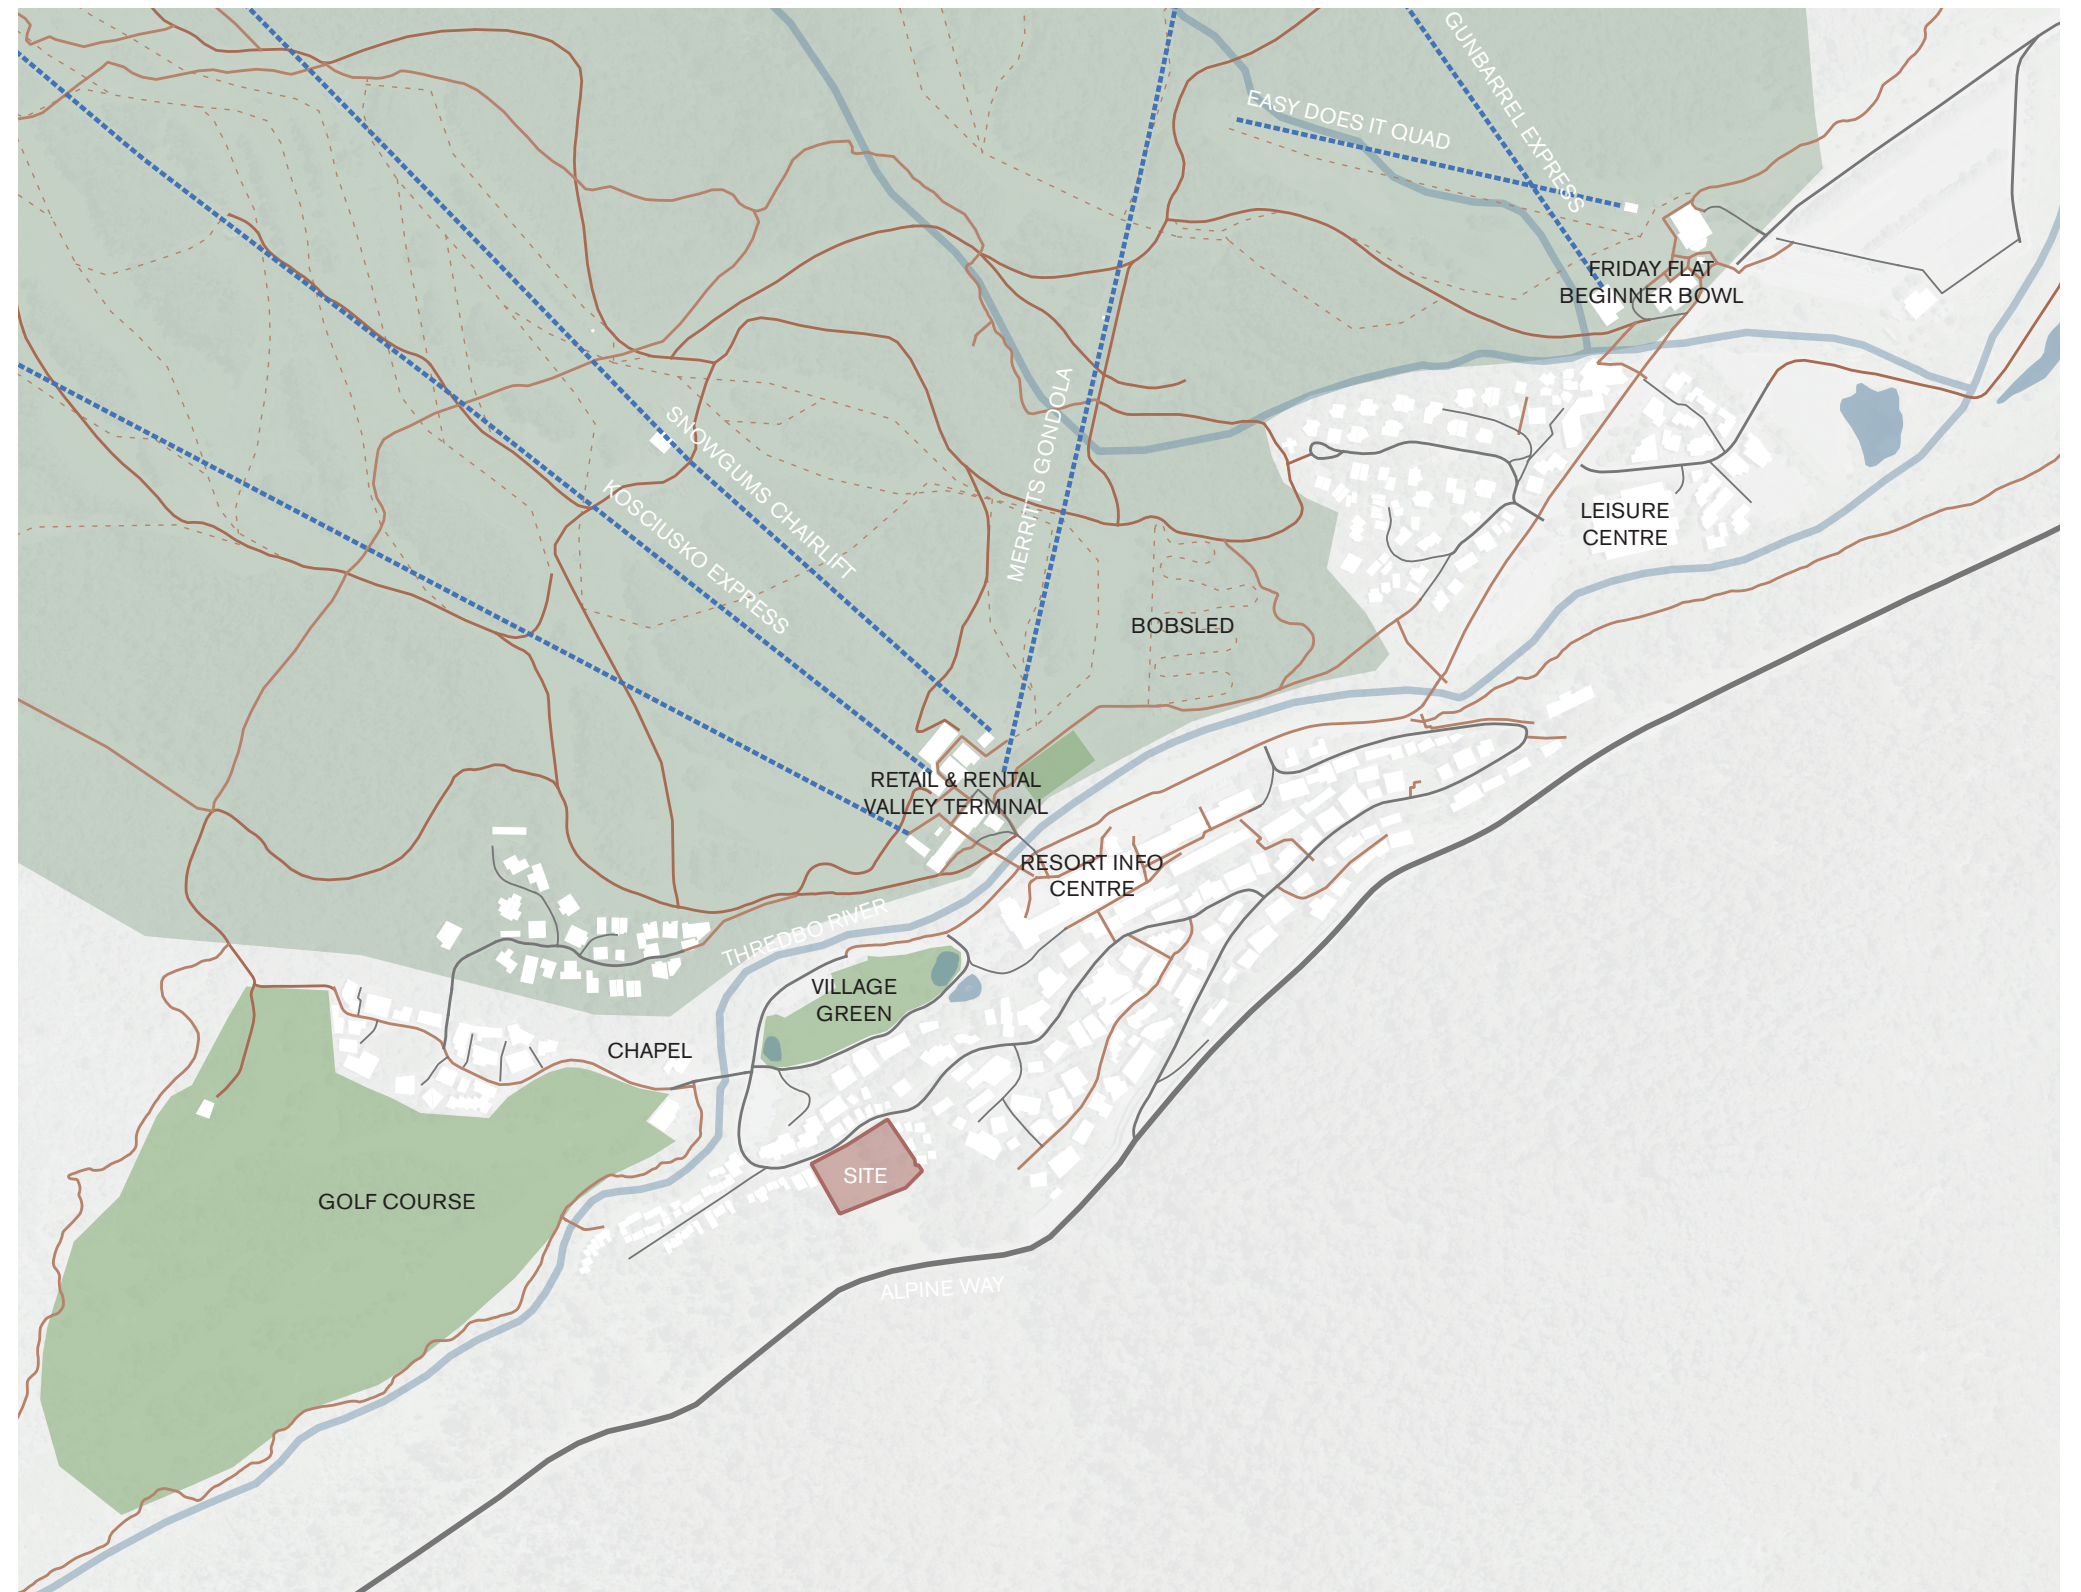 GUNBARREL EXPRESS
EASY DOES IT QUAD
FRIDAY FLAT
BEGINNER BOWL
MERRITTS GONDOLA
SNOWGUMS CHAIRLIFT
KOSCIUSKO EXPRESS
LEISURE
CENTRE
BOBSLED
RETAIL & RENTAL
VALLEY TERMINAL
RESORT INFO
CENTRE
THREDBO RIVER
VILLAGE
GREEN
CHAPEL
SITE
GOLF COURSE
ALPINE WAY